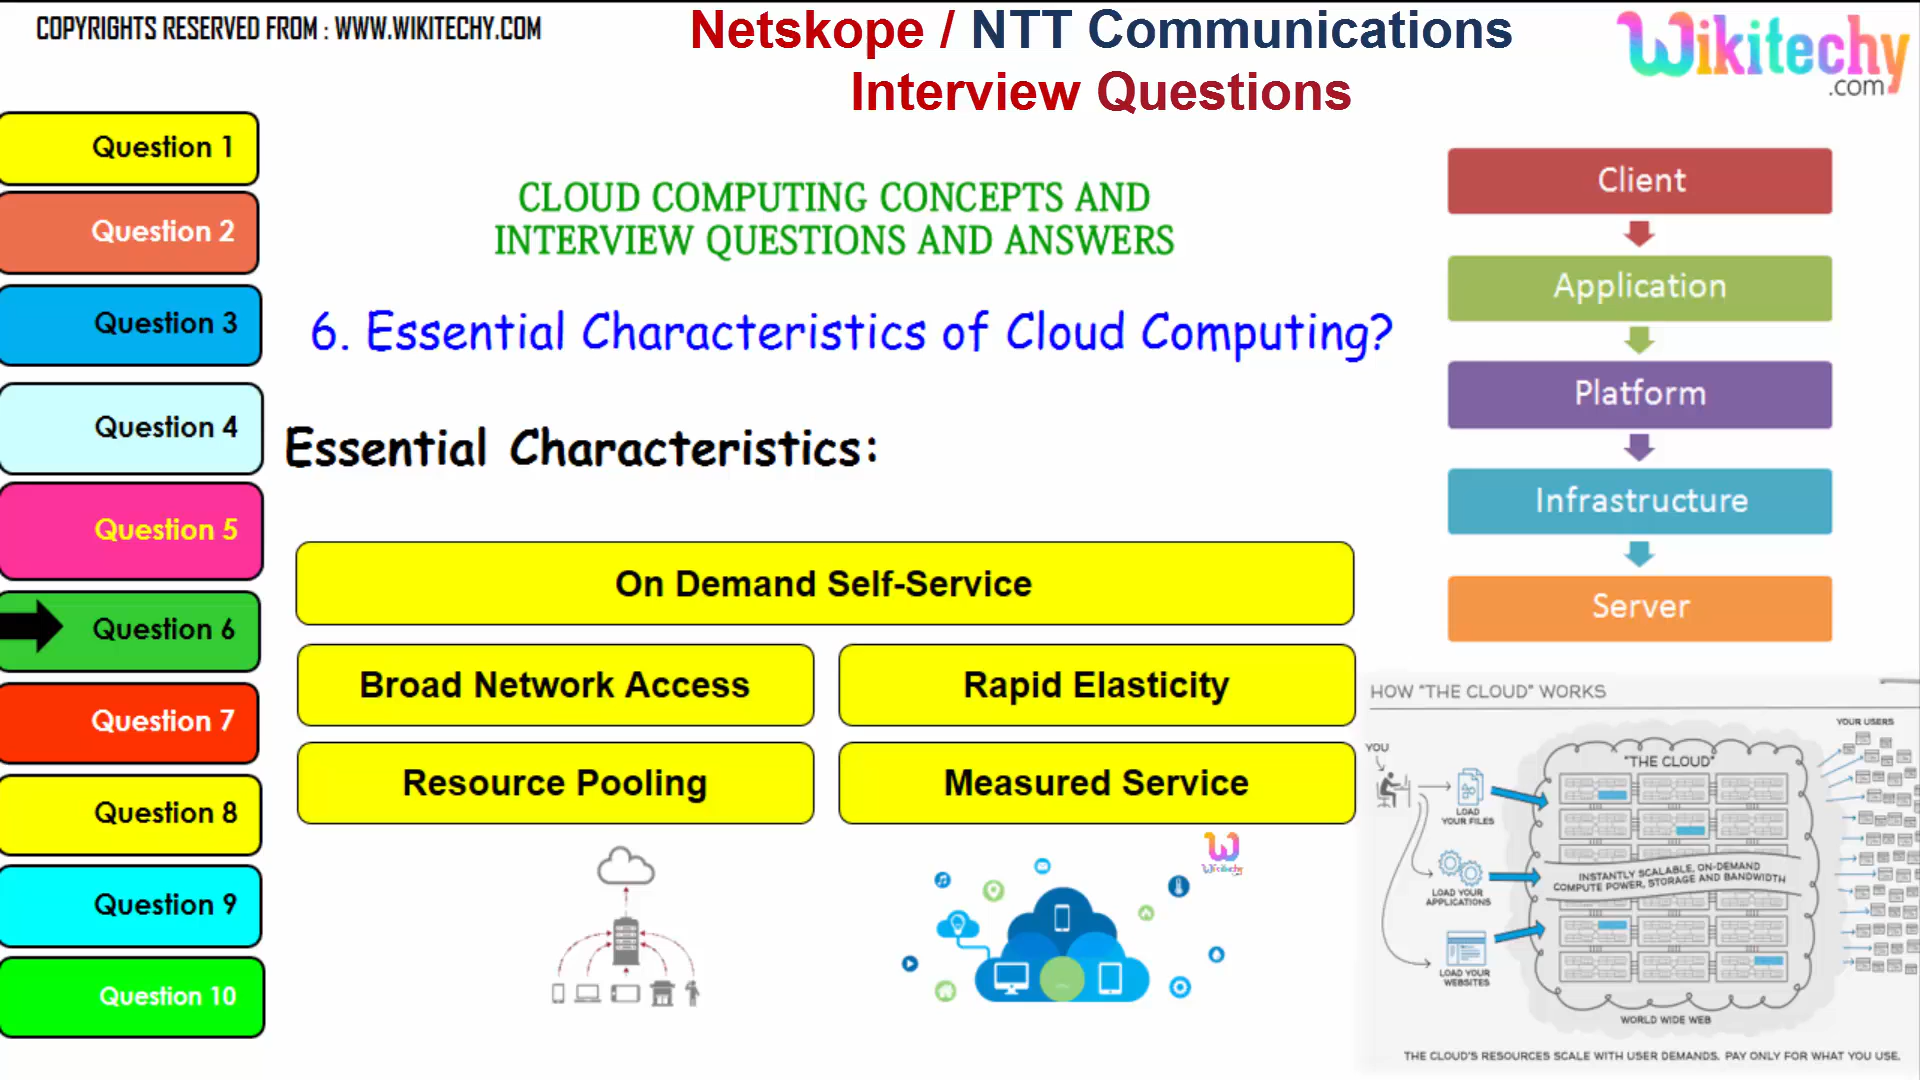 COPYRIGHTS RESERVED FROM : WWW.WIKITECHY.COM
Netskope / NTT Communications
Interview Questions
Wikitechy
.com
Question 1
Question 2
Question 3
Question 4
Question 5
Question 6
Question 7
Question 8
Question 9
Question 10
CLOUD COMPUTING CONCEPTS AND
INTERVIEW QUESTIONS AND ANSWERS
6. Essential Characteristics of Cloud Computing?
Essential Characteristics:
On Demand Self-Service
Broad Network Access
Rapid Elasticity
Resource Pooling
Measured Service
Wikitechy
Client
Application
Platform
Infrastructure
Server
HOW "THE CLOUD" WORKS
YOUR USERS
YOU
"THE CLOUD"
LOAD
YOUR FILES
INSTANTLY SCALABLE, ON-DEMAND
COMPUTE POWER, STORAGE AND BANDWIDTH
LOAD YOUR
APPLICATIONS
LOAD YOUR
WEBSITES
WORLD WIDE WEB
THE CLOUD'S RESOURCES SCALE WITH USER DEMANDS. PAY ONLY FOR WHAT YOU USE.